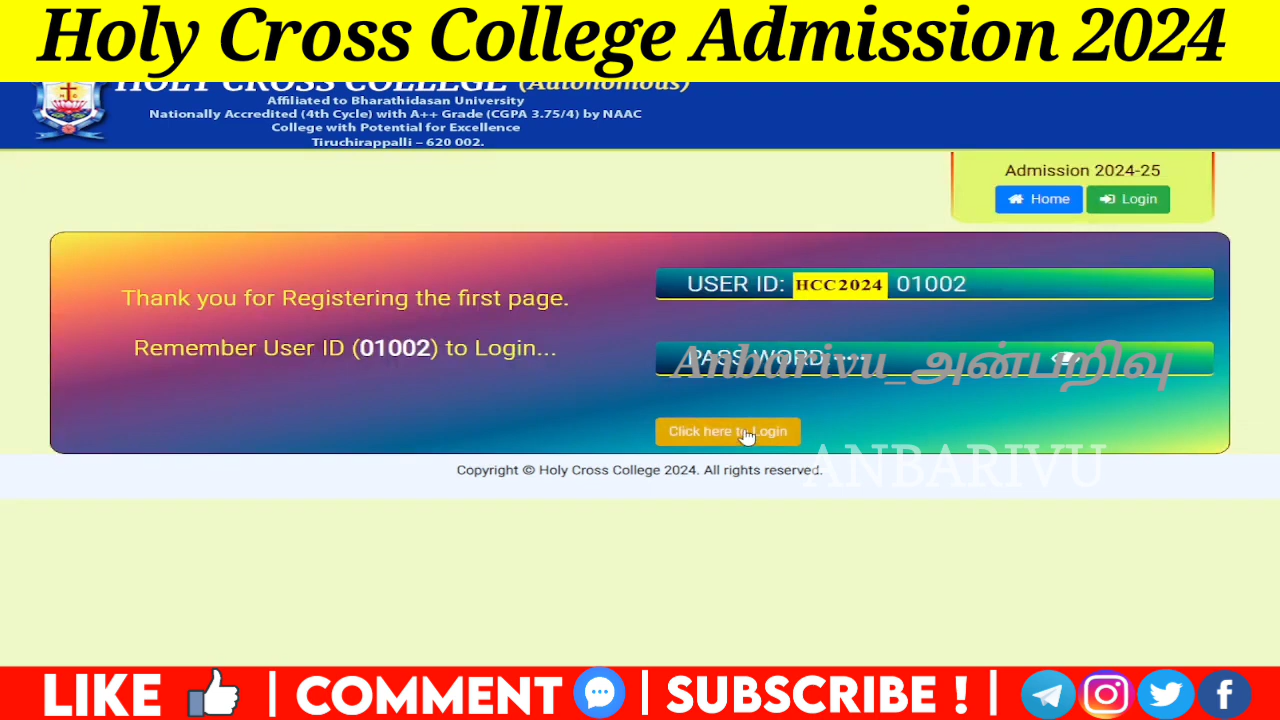 Holy Cross College Admission 2024
HOLY CROSS COLLEGE (Autonomous)
Affiliated to Bharathidasan University
Nationally Accredited (4th Cycle) with A++ Grade (CGPA 3.75/4) by NAAC
College with Potential for Excellence
Tiruchirappalli – 620 002.
Admission 2024-25
Home Login
Thank you for Registering the first page.
Remember User ID (01002) to Login...
USER ID: HCC2024 01002
PASS WORD: ••••
Anbarivu_அன்பறிவு
Click here to Login
ANBARIVU
Copyright © Holy Cross College 2024. All rights reserved.
LIKE | COMMENT | SUBSCRIBE ! |